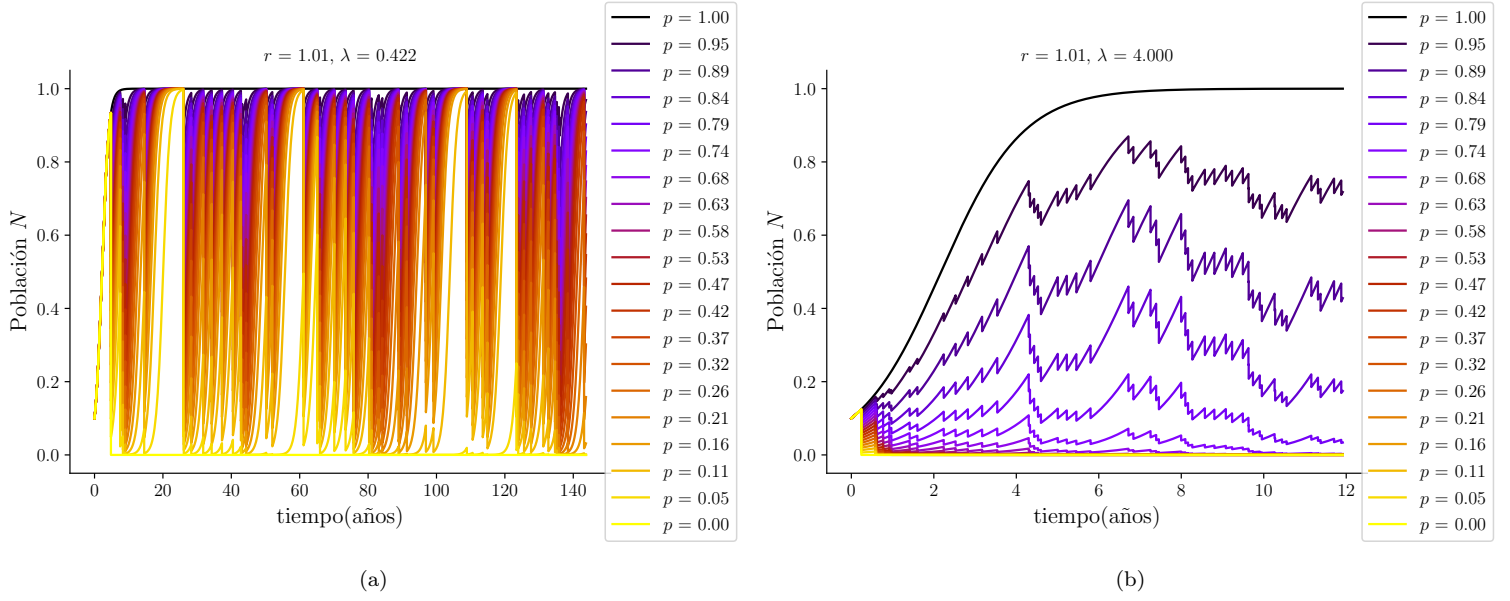 r = 1.01, λ = 0.422
Población N
1.0
0.8
0.6
0.4
0.2
0.0
0 20 40 60 80 100 120 140
tiempo(años)
p = 1.00
p = 0.95
p = 0.89
p = 0.84
p = 0.79
p = 0.74
p = 0.68
p = 0.63
p = 0.58
p = 0.53
p = 0.47
p = 0.42
p = 0.37
p = 0.32
p = 0.26
p = 0.21
p = 0.16
p = 0.11
p = 0.05
p = 0.00
(a)
r = 1.01, λ = 4.000
Población N
1.0
0.8
0.6
0.4
0.2
0.0
0 2 4 6 8 10 12
tiempo(años)
p = 1.00
p = 0.95
p = 0.89
p = 0.84
p = 0.79
p = 0.74
p = 0.68
p = 0.63
p = 0.58
p = 0.53
p = 0.47
p = 0.42
p = 0.37
p = 0.32
p = 0.26
p = 0.21
p = 0.16
p = 0.11
p = 0.05
p = 0.00
(b)